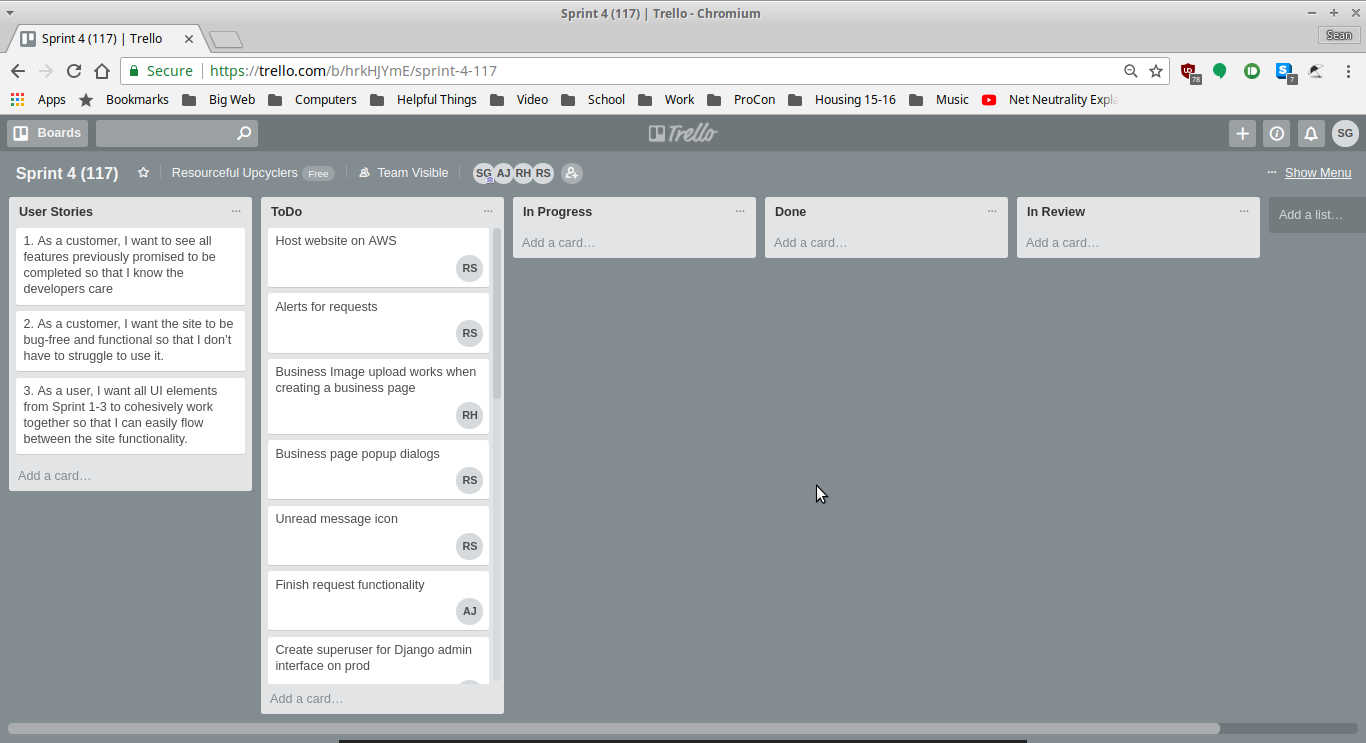 Sprint 4 (117) | Trello - Chromium
Sprint 4 (117) | Trello
Sean
Secure
https://trello.com/b/hrkHJYmE/sprint-4-117
78
7
Apps
Bookmarks
Big Web
Computers
Helpful Things
Video
School
Work
ProCon
Housing 15-16
Music
Net Neutrality Expla
Boards
Trello
SG
Sprint 4 (117)
Resourceful Upcyclers
Free
Team Visible
SG AJ RH RS
... Show Menu
User Stories
1. As a customer, I want to see all
features previously promised to be
completed so that I know the
developers care
2. As a customer, I want the site to be
bug-free and functional so that I don't
have to struggle to use it.
3. As a user, I want all UI elements
from Sprint 1-3 to cohesively work
together so that I can easily flow
between the site functionality.
Add a card…
ToDo
Host website on AWS
RS
Alerts for requests
RS
Business Image upload works when
creating a business page
RH
Business page popup dialogs
RS
Unread message icon
RS
Finish request functionality
AJ
Create superuser for Django admin
interface on prod
Add a card…
In Progress
Add a card…
Done
Add a card…
In Review
Add a card…
Add a list…